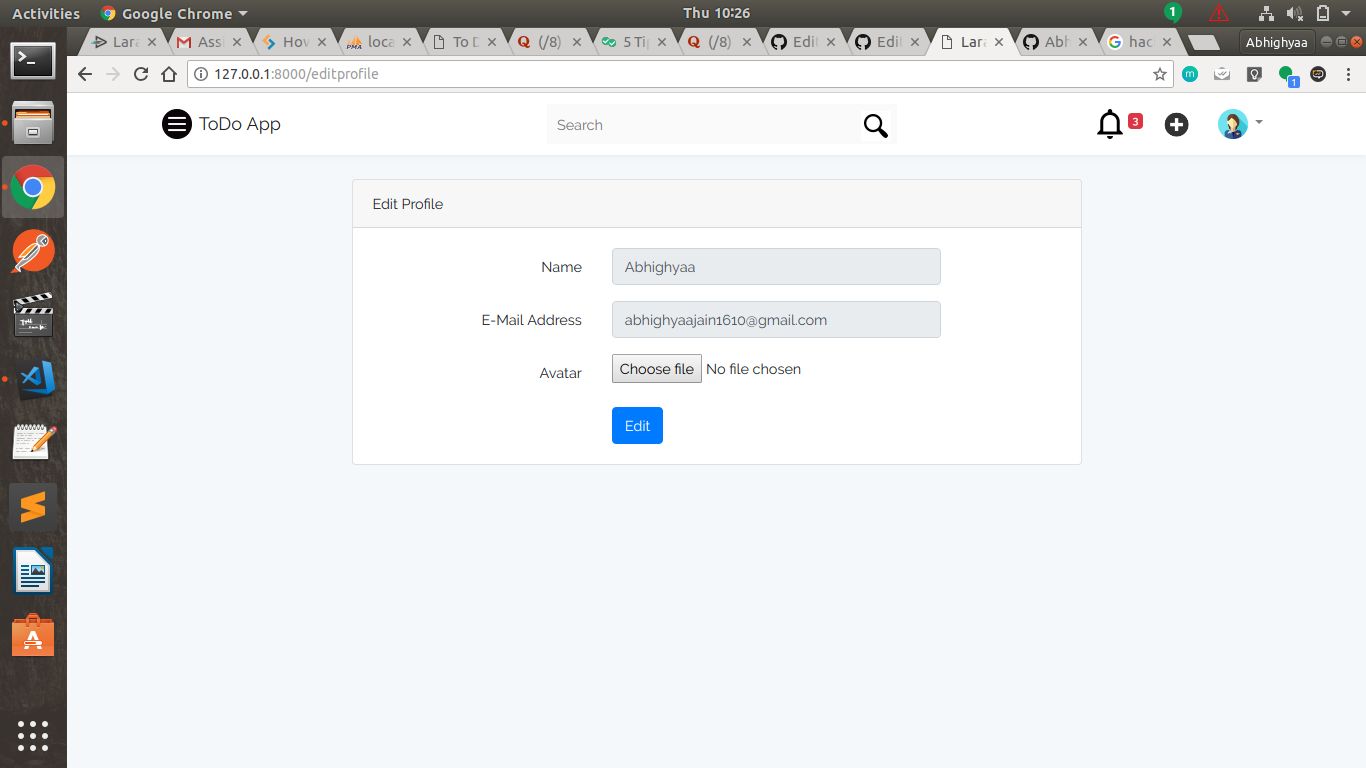 Activities Google Chrome Thu 10:26 1
Lara Ass How loca To D (/8) 5 Tip (/8) Edit Edit Lara Abh hac Abhighyaa
127.0.0.1:8000/editprofile m 1
ToDo App Search 3
Edit Profile
Name Abhighyaa
E-Mail Address abhighyaajain1610@gmail.com
Avatar Choose file No file chosen
Edit